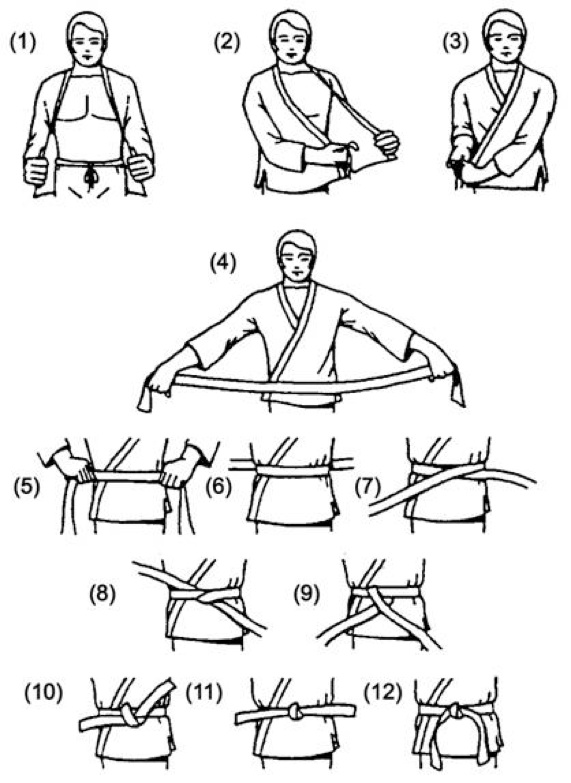 (1) (2) (3)
(4)
(5) (6) (7)
(8) (9)
(10) (11) (12)